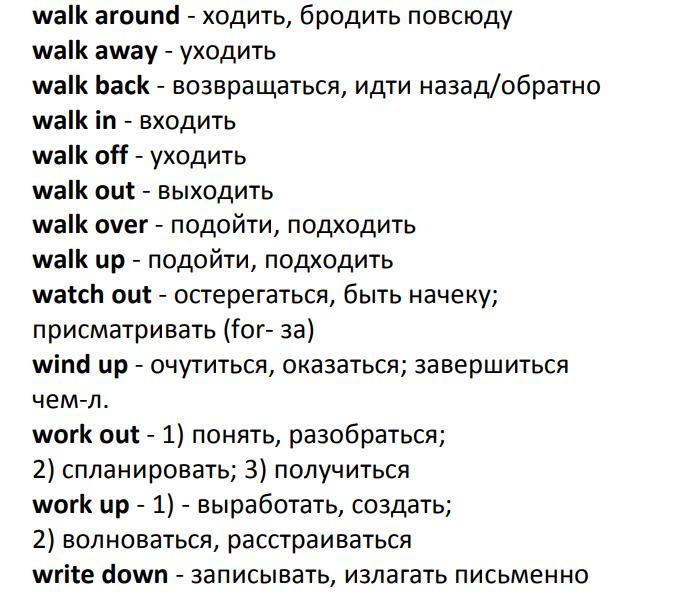 walk around - ходить, бродить повсюду
walk away - уходить
walk back - возвращаться, идти назад/обратно
walk in - входить
walk off - уходить
walk out - выходить
walk over - подойти, подходить
walk up - подойти, подходить
watch out - остерегаться, быть начеку;
присматривать (for- за)
wind up - очутиться, оказаться; завершиться
чем-л.
work out - 1) понять, разобраться;
2) спланировать; 3) получиться
work up - 1) - выработать, создать;
2) волноваться, расстраиваться
write down - записывать, излагать письменно